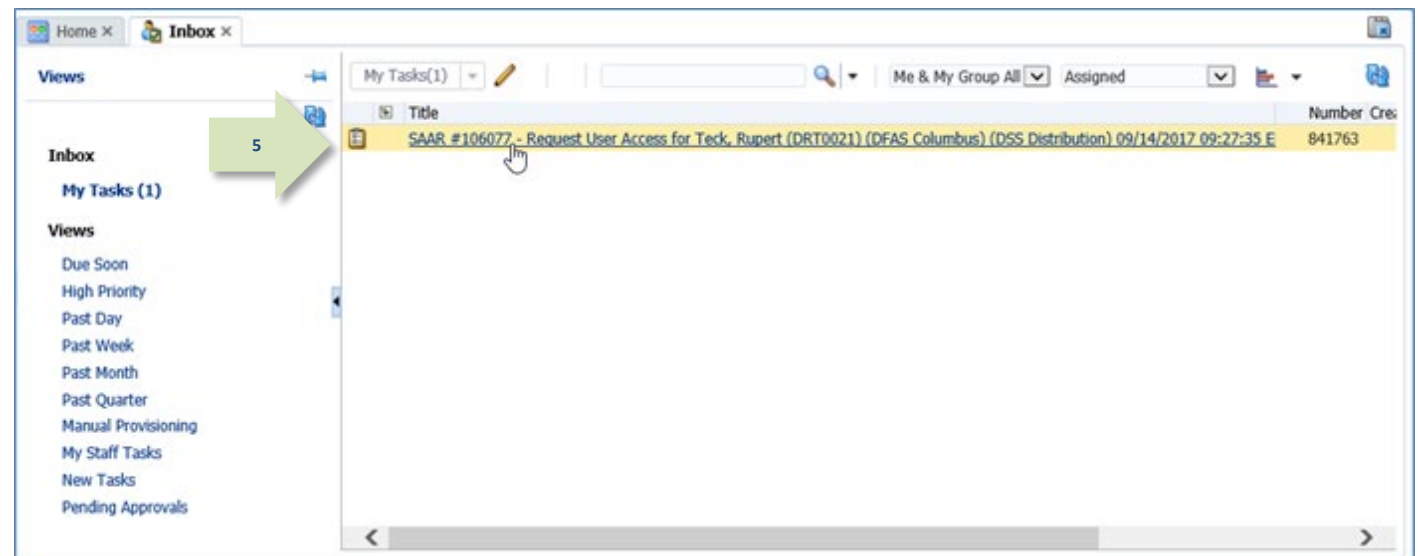 Home × Inbox ×
Views
My Tasks(1) Me & My Group All Assigned
Title Number Crea
5
SAAR #106077 - Request User Access for Teck, Rupert (DRT0021) (DFAS Columbus) (DSS Distribution) 09/14/2017 09:27:35 E 841763
Inbox
My Tasks (1)
Views
Due Soon
High Priority
Past Day
Past Week
Past Month
Past Quarter
Manual Provisioning
My Staff Tasks
New Tasks
Pending Approvals